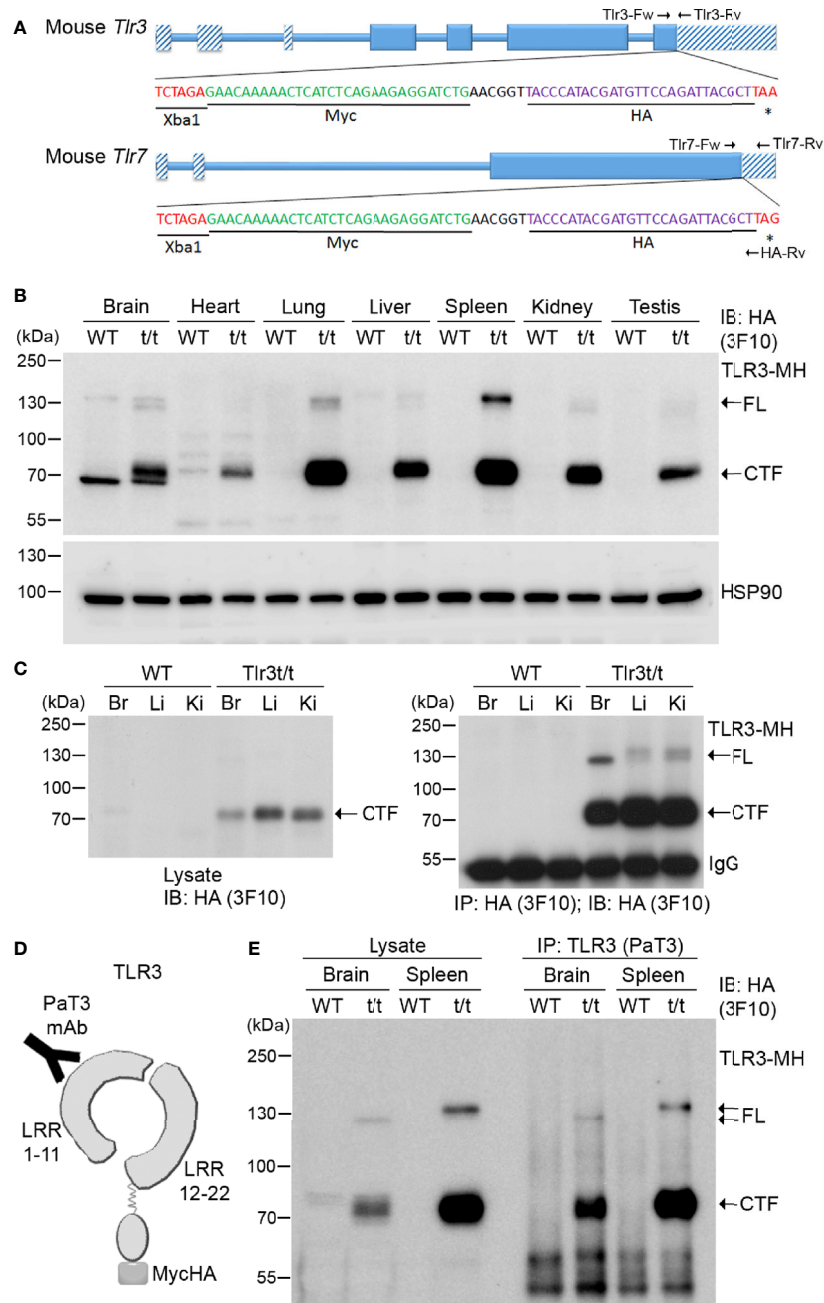 A
Mouse Tlr3
Tlr3-Fw
Tlr3-Rv
TCTAGAGAACAAAAACTCATCTCAGAAGAGGATCTGAACGGTTACCCATACGATGTTCCAGATTACGCTTAA
Xba1
Myc
HA
*
Mouse Tlr7
Tlr7-Fw
Tlr7-Rv
TCTAGAGAACAAAAACTCATCTCAGAAGAGGATCTGAACGGTTACCCATACGATGTTCCAGATTACGCTTAG
Xba1
Myc
HA
*
HA-Rv
B
Brain Heart Lung Liver Spleen Kidney Testis
IB: HA
(kDa) WT t/t WT t/t WT t/t WT t/t WT t/t WT t/t WT t/t
(3F10)
250
TLR3-MH
130
FL
100
70
CTF
55
130
100
HSP90
C
WT Tlr3t/t
(kDa) Br Li Ki Br Li Ki
250
130
100
70
CTF
Lysate
IB: HA (3F10)
WT Tlr3t/t
(kDa) Br Li Ki Br Li Ki
250
TLR3-MH
130
FL
100
70
CTF
55
IgG
IP: HA (3F10); IB: HA (3F10)
D
TLR3
PaT3
mAb
LRR
1-11
LRR
12-22
MycHA
E
Lysate IP: TLR3 (PaT3)
Brain Spleen Brain Spleen
IB: HA
WT t/t WT t/t WT t/t WT t/t
(3F10)
(kDa)
250
TLR3-MH
130
FL
100
70
CTF
55